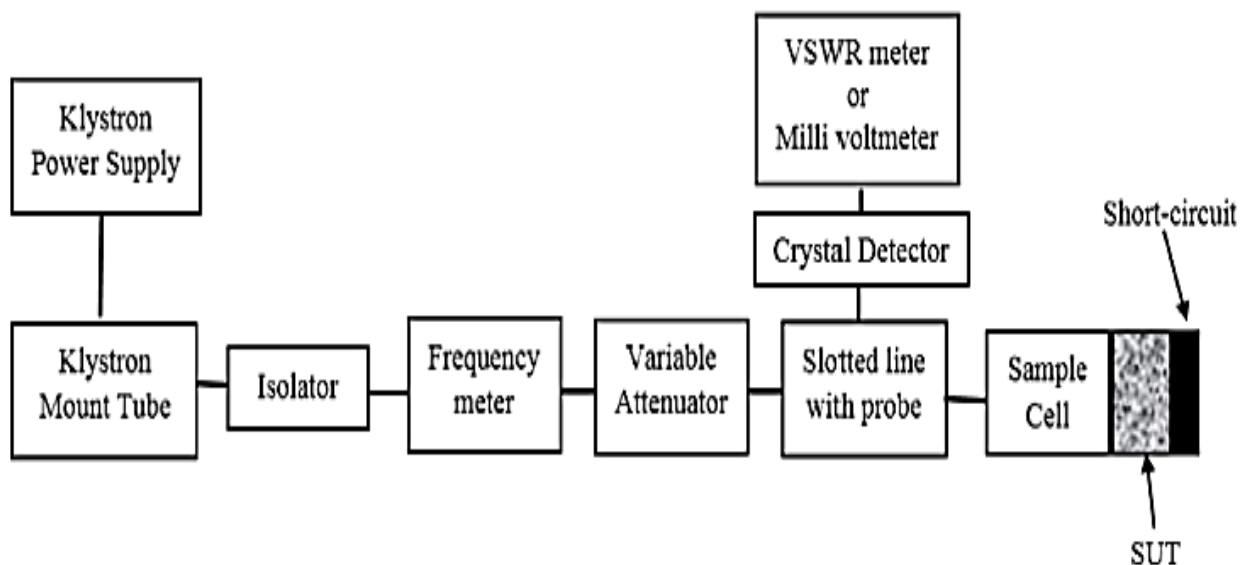 Klystron
Power Supply
VSWR meter
or
Milli voltmeter
Crystal Detector
Short-circuit
Klystron
Mount Tube
Isolator
Frequency
meter
Variable
Attenuator
Slotted line
with probe
Sample
Cell
SUT